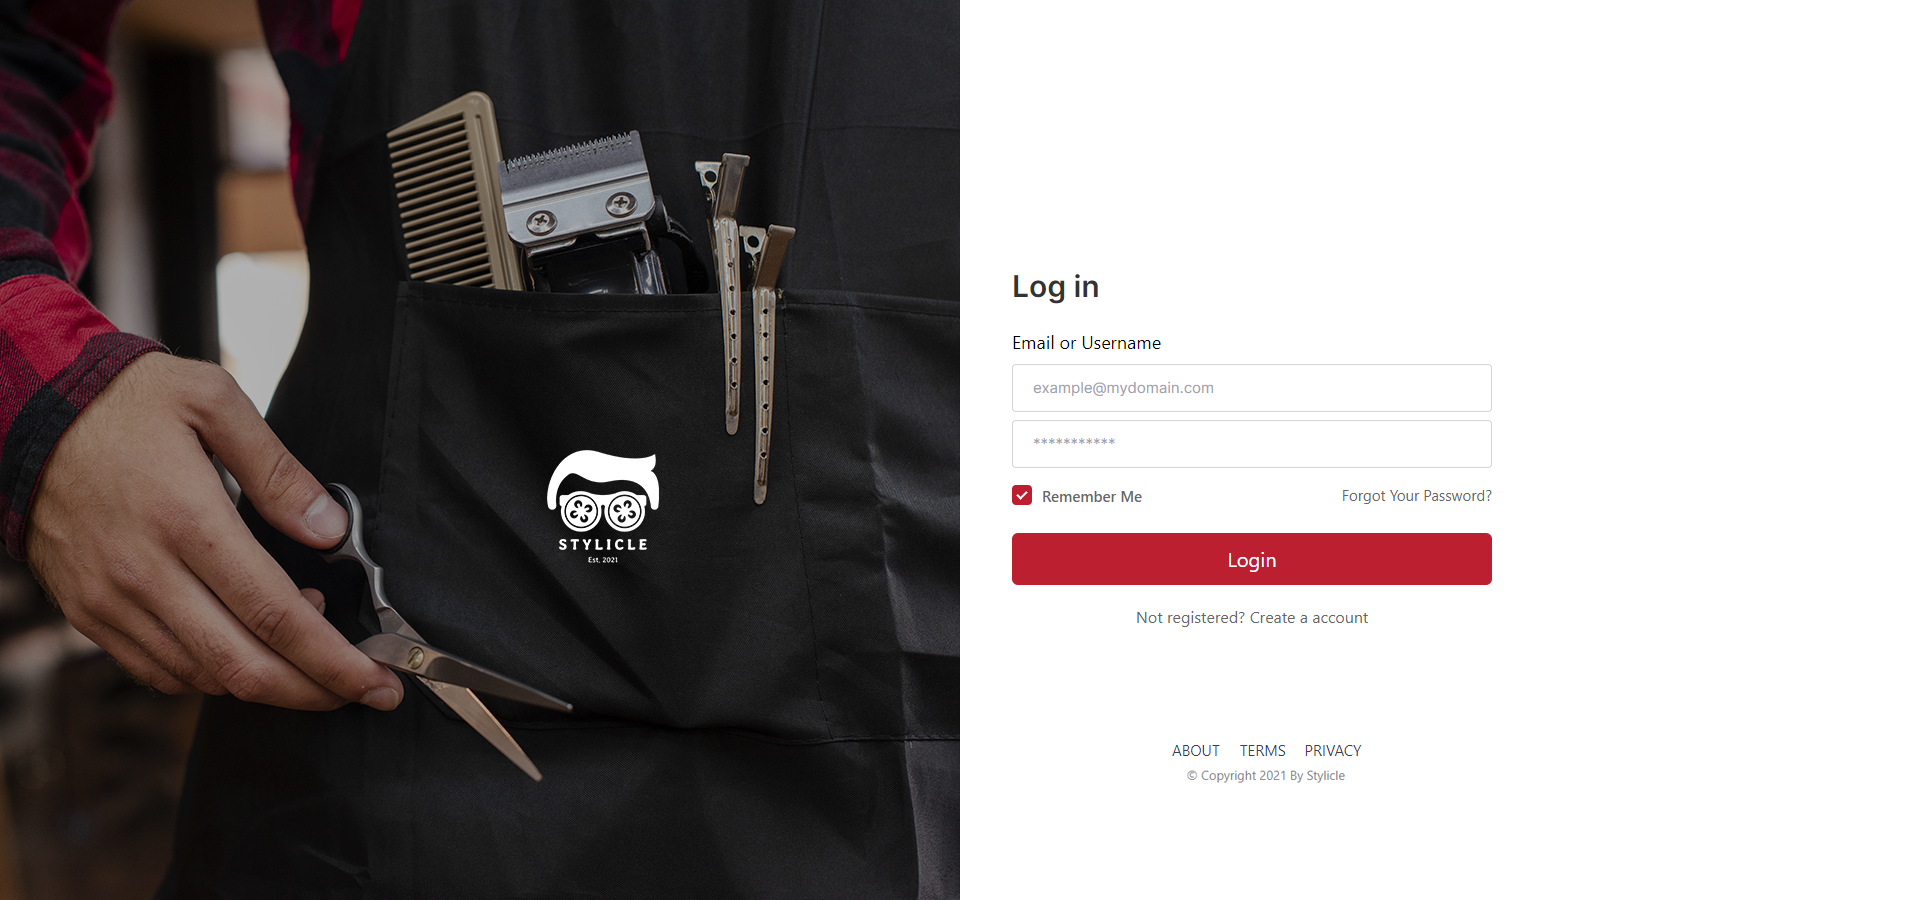 STYLICLE
Est. 2021
Log in
Email or Username
example@mydomain.com
***********
Remember Me
Forgot Your Password?
Login
Not registered? Create a account
ABOUT TERMS PRIVACY
© Copyright 2021 By Stylicle